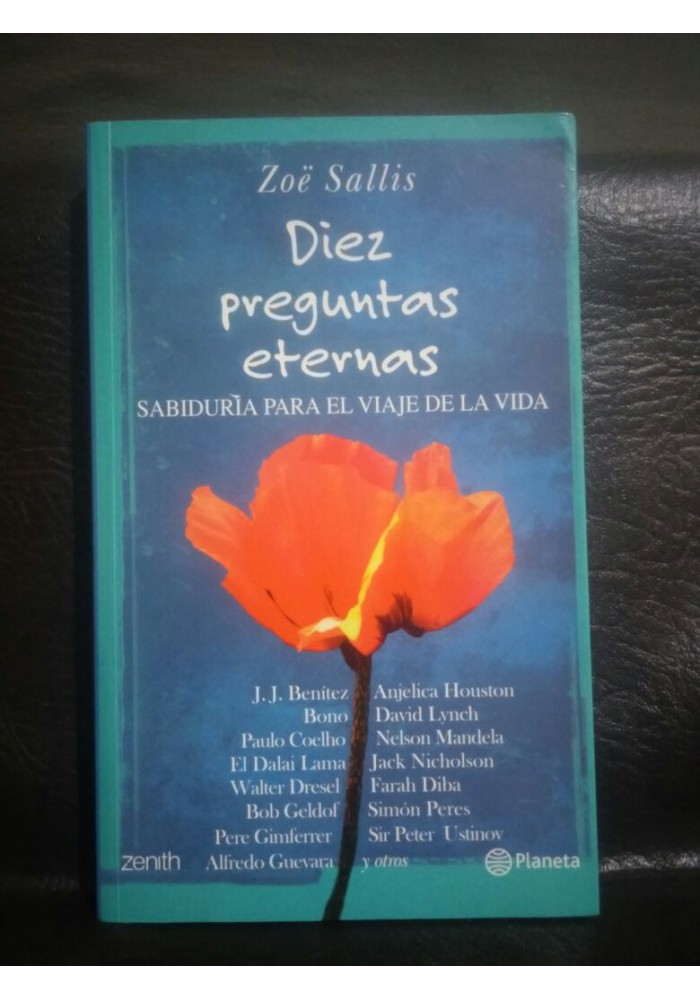 Zoë Sallis
Diez
preguntas
eternas
SABIDURÌA PARA EL VIAJE DE LA VIDA
J. J. Benítez
Bono
Paulo Coelho
El Dalai Lama
Walter Dresel
Bob Geldof
Pere Gimferrer
Alfredo Guevara
Anjelica Houston
David Lynch
Nelson Mandela
Jack Nicholson
Farah Diba
Simón Peres
Sir Peter Ustinov
y otros
zenith
Planeta